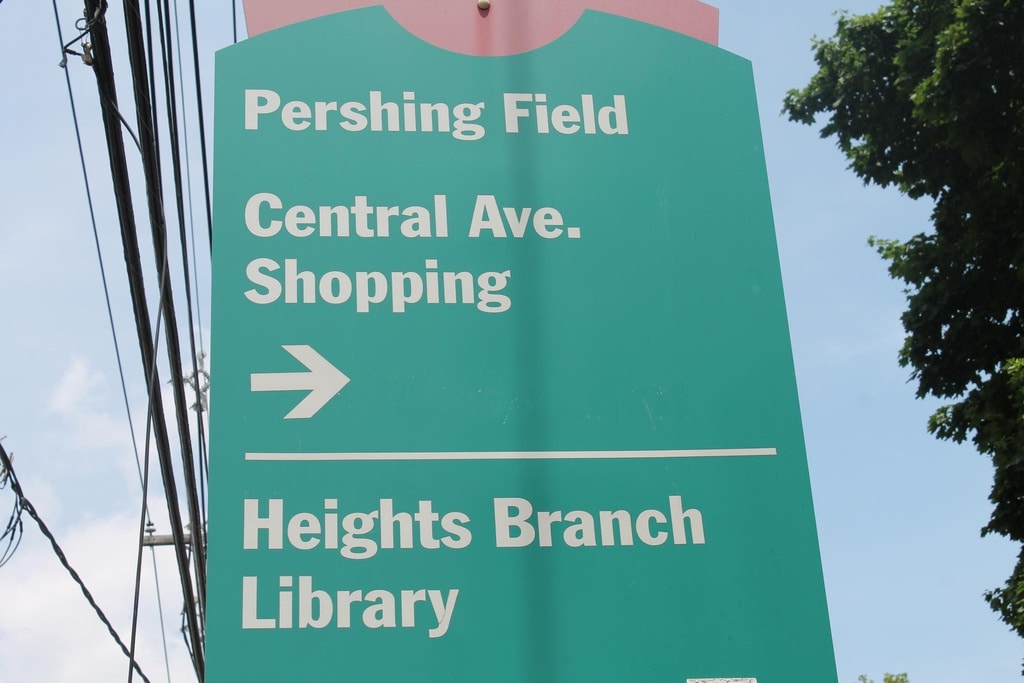 Pershing Field
Central Ave.
Shopping
Heights Branch
Library